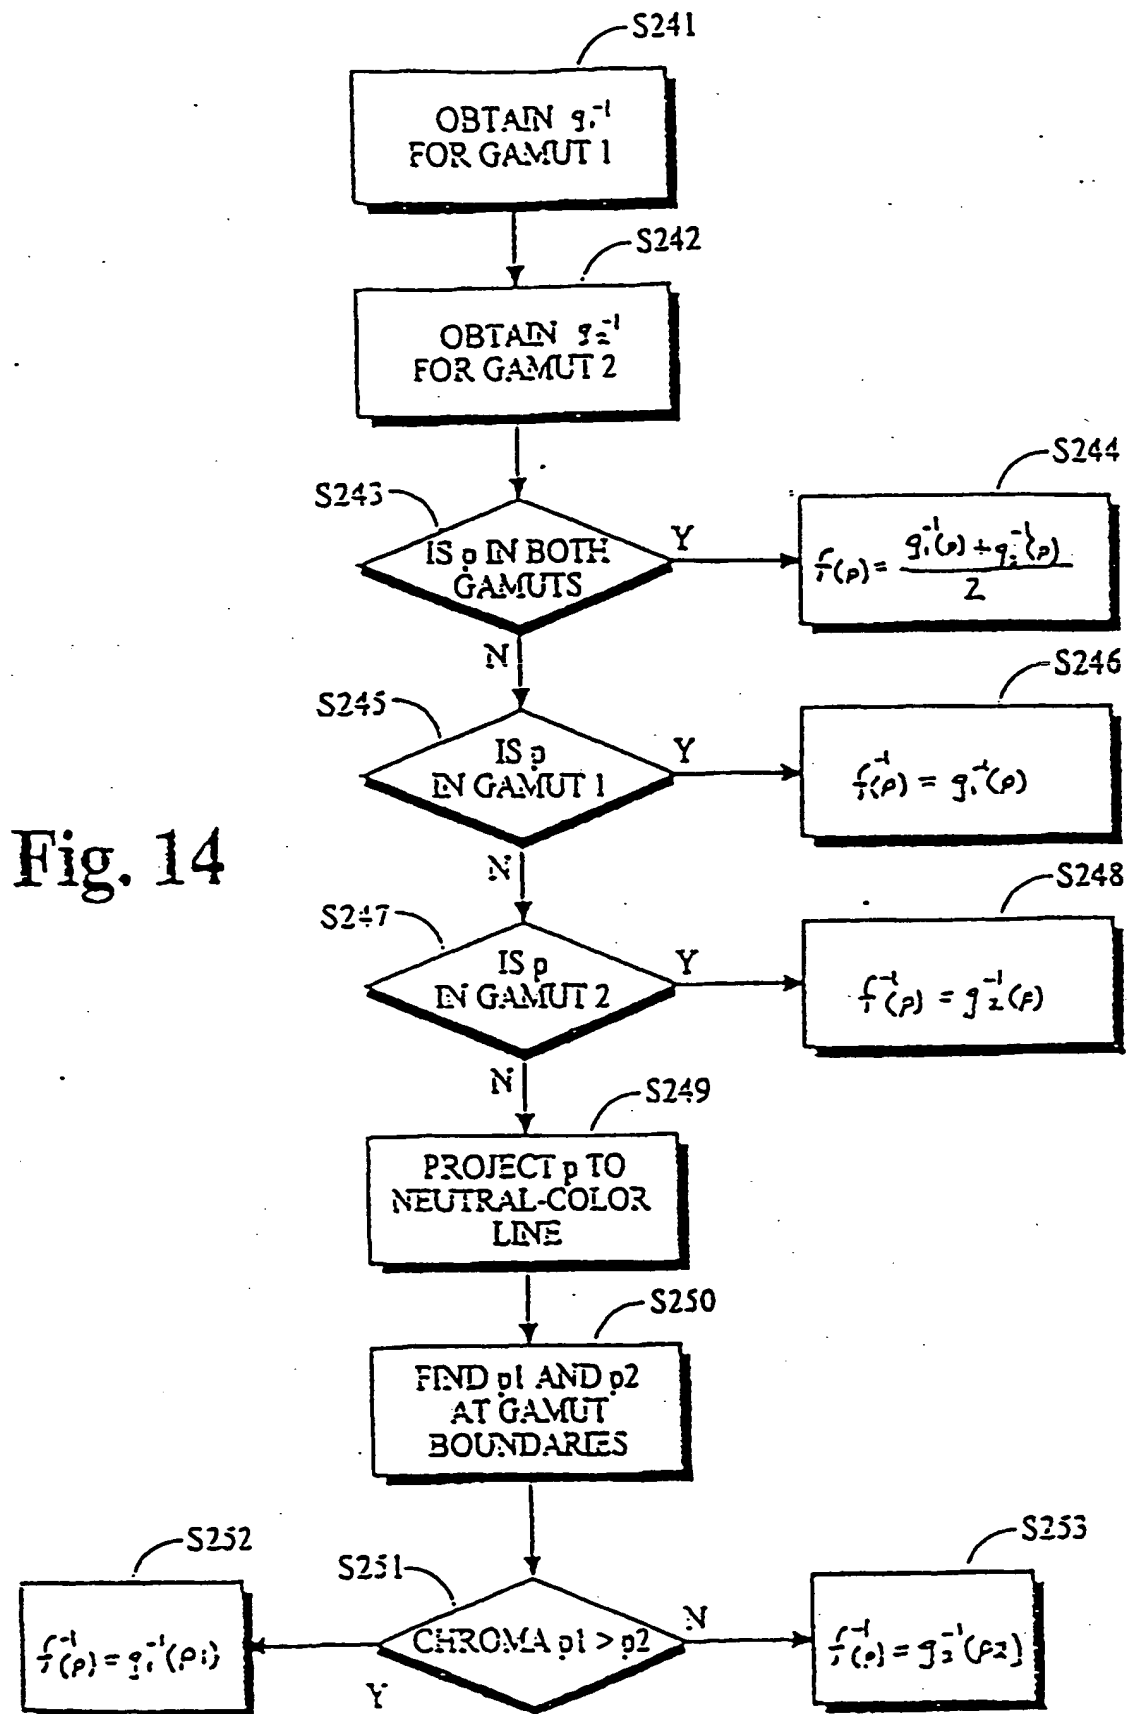 S241
OBTAIN g₁⁻¹
FOR GAMUT 1
S242
OBTAIN g₂⁻¹
FOR GAMUT 2
S243
IS p IN BOTH
GAMUTS
Y
S244
f(p) = (g₁⁻¹(p) + g₂⁻¹(p)) / 2
N
S245
IS p
IN GAMUT 1
Y
S246
f⁻¹(p) = g₁⁻¹(p)
Fig. 14
N
S247
IS p
IN GAMUT 2
Y
S248
f⁻¹(p) = g₂⁻¹(p)
N
S249
PROJECT p TO
NEUTRAL-COLOR
LINE
S250
FIND p1 AND p2
AT GAMUT
BOUNDARIES
S251
CHROMA p1 > p2
Y
S252
f⁻¹(p) = g₁⁻¹(p1)
N
S253
f⁻¹(p) = g₂⁻¹(p2)